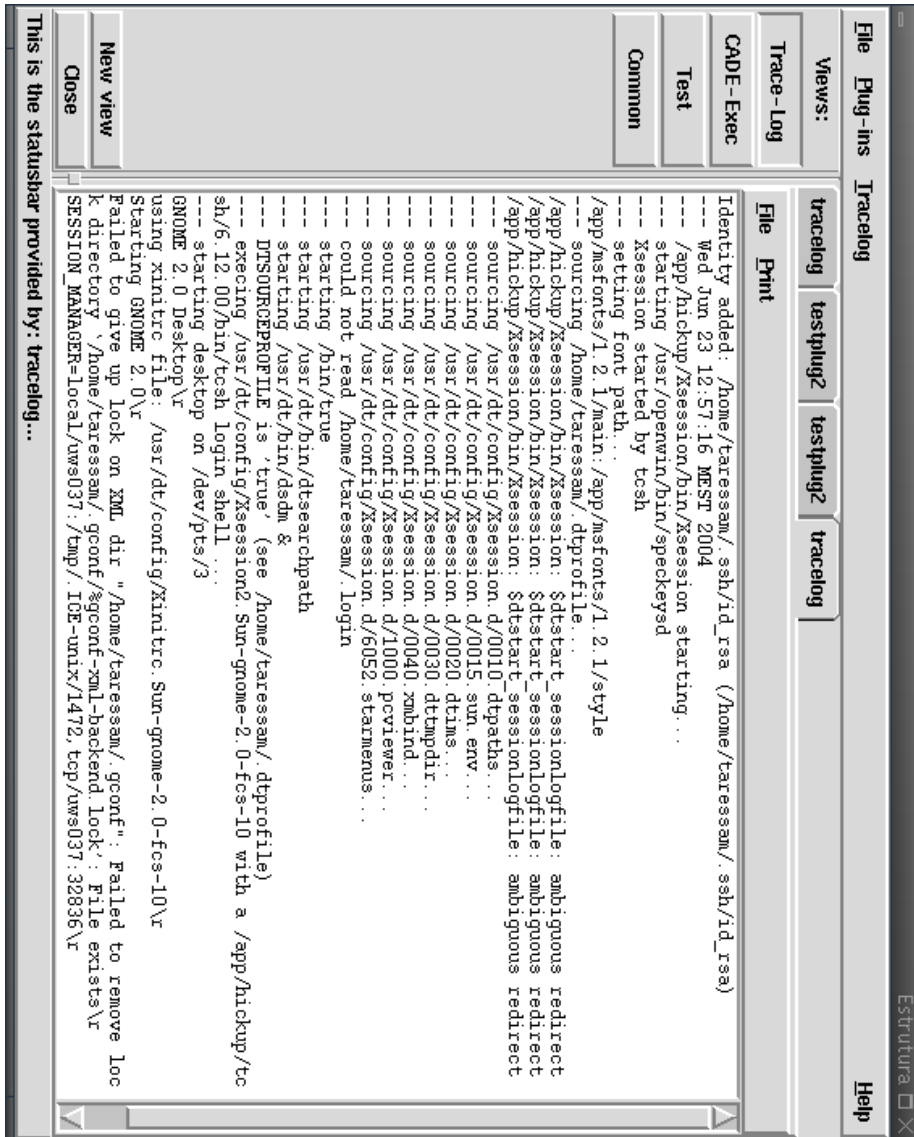 Estrutura
File Plug-ins Tracelog Help
Views:
Trace-Log
CADE-Exec
Test
Common
New view
Close
tracelog testplug2 testplug2 tracelog
File Print
Identity added: /home/taressam/.ssh/id_rsa (/home/taressam/.ssh/id_rsa)
--- Wed Jun 23 12:57:16 MEST 2004
--- /app/hickup/Xsession/bin/Xsession starting...
--- starting /usr/openwin/bin/speckeysd
--- Xsession started by tcsh
--- setting font path...
/app/msfonts/1.2.1/main:/app/msfonts/1.2.1/style
--- sourcing /home/taressam/.dtprofile...
/app/hickup/Xsession/bin/Xsession: $dtstart_sessionlogfile: ambiguous redirect
/app/hickup/Xsession/bin/Xsession: $dtstart_sessionlogfile: ambiguous redirect
/app/hickup/Xsession/bin/Xsession: $dtstart_sessionlogfile: ambiguous redirect
--- sourcing /usr/dt/config/Xsession.d/0010.dtpaths...
--- sourcing /usr/dt/config/Xsession.d/0015.sun.env...
--- sourcing /usr/dt/config/Xsession.d/0020.dtims...
--- sourcing /usr/dt/config/Xsession.d/0030.dttmpdir...
--- sourcing /usr/dt/config/Xsession.d/0040.xmbind...
--- sourcing /usr/dt/config/Xsession.d/1000.pcviewer...
--- sourcing /usr/dt/config/Xsession.d/6052.starmenus...
--- could not read /home/taressam/.login
--- starting /bin/true
--- starting /usr/dt/bin/dtsearchpath
--- starting /usr/dt/bin/dsdm &
--- DTSOURCEPROFILE is 'true' (see /home/taressam/.dtprofile)
--- execing /usr/dt/config/Xsession2.Sun-gnome-2.0-fcs-10 with a /app/hickup/tc
sh/6.12.00/bin/tcsh login shell ...
--- starting desktop on /dev/pts/3
GNOME 2.0 Desktop\r
using xinitrc file: /usr/dt/config/Xinitrc.Sun-gnome-2.0-fcs-10\r
Starting GNOME 2.0\r
Failed to give up lock on XML dir "/home/taressam/.gconf": Failed to remove loc
k directory `/home/taressam/.gconf/%gconf-xml-backend.lock': File exists\r
SESSION_MANAGER=local/uws037:/tmp/.ICE-unix/1472,tcp/uws037:32836\r
This is the statusbar provided by: tracelog...